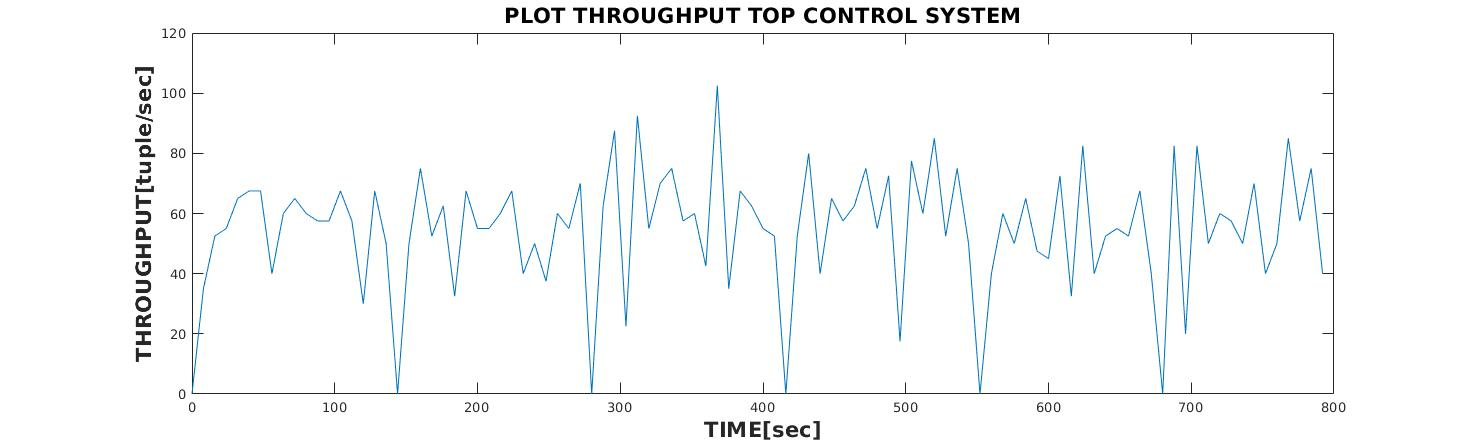 PLOT THROUGHPUT TOP CONTROL SYSTEM
THROUGHPUT[tuple/sec]
120
100
80
60
40
20
0
0 100 200 300 400 500 600 700 800
TIME[sec]